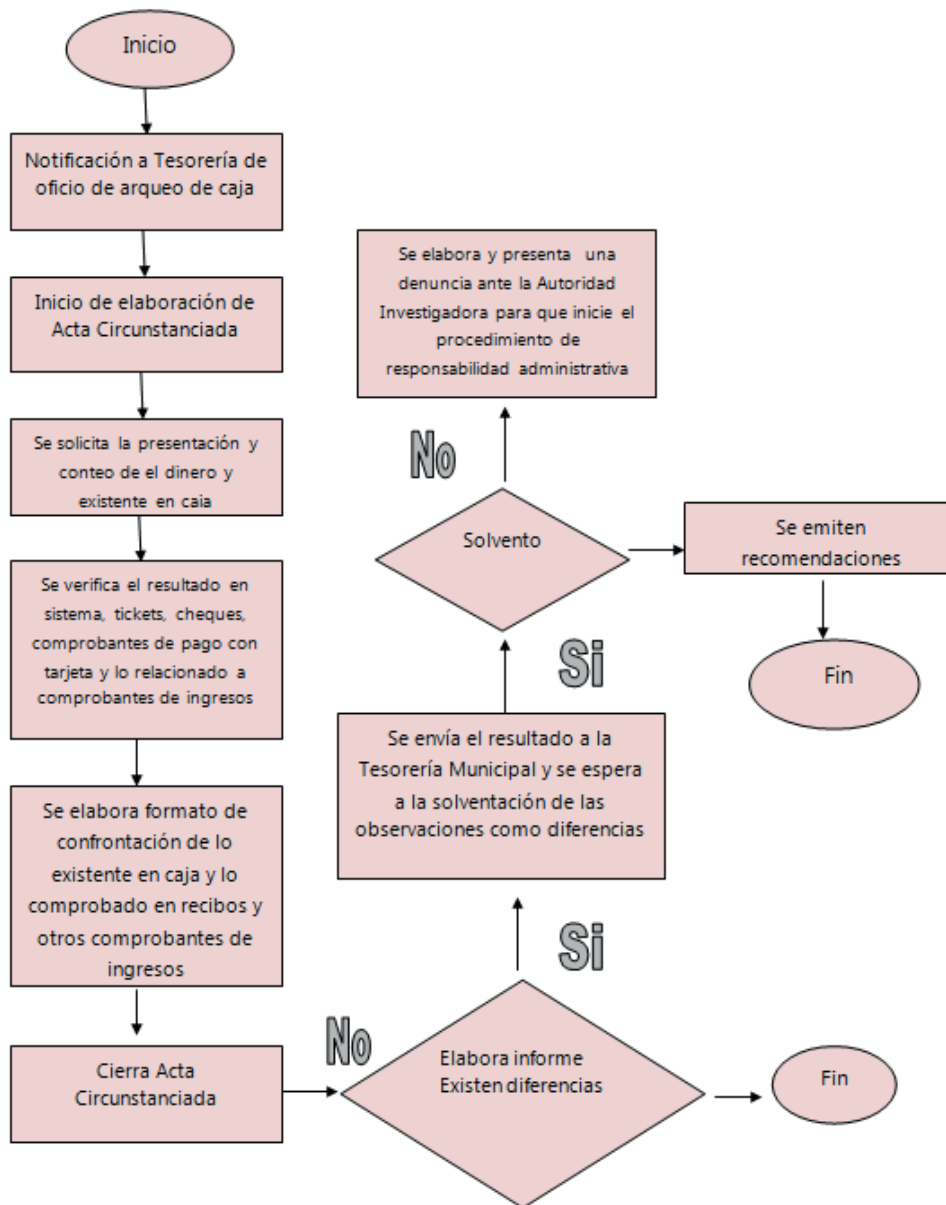 Inicio
Notificación a Tesorería de
oficio de arqueo de caja
Inicio de elaboración de
Acta Circunstanciada
Se solicita la presentación y
conteo de el dinero y
existente en caja
Se verifica el resultado en
sistema, tickets, cheques,
comprobantes de pago con
tarjeta y lo relacionado a
comprobantes de ingresos
Se elabora formato de
confrontación de lo
existente en caja y lo
comprobado en recibos y
otros comprobantes de
ingresos
Cierra Acta
Circunstanciada
No
Elabora informe
Existen diferencias
Fin
Si
Se envía el resultado a la
Tesorería Municipal y se espera
a la solventación de las
observaciones como diferencias
Si
Solvento
No
Se elabora y presenta una
denuncia ante la Autoridad
Investigadora para que inicie el
procedimiento de
responsabilidad administrativa
Se emiten
recomendaciones
Fin